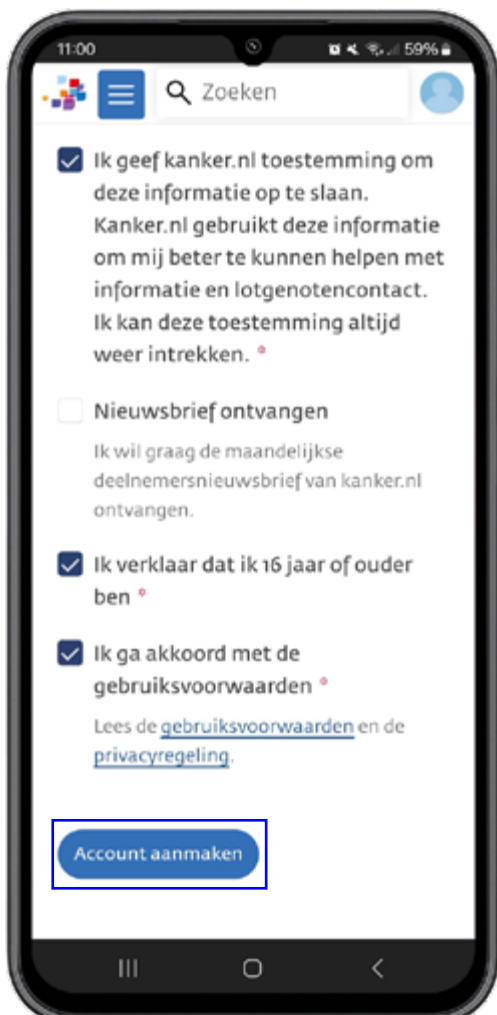 11:00
59%
Zoeken
Ik geef kanker.nl toestemming om
deze informatie op te slaan.
Kanker.nl gebruikt deze informatie
om mij beter te kunnen helpen met
informatie en lotgenotencontact.
Ik kan deze toestemming altijd
weer intrekken. *
Nieuwsbrief ontvangen
Ik wil graag de maandelijkse
deelnemersnieuwsbrief van kanker.nl
ontvangen.
Ik verklaar dat ik 16 jaar of ouder
ben *
Ik ga akkoord met de
gebruiksvoorwaarden *
Lees de gebruiksvoorwaarden en de
privacyregeling.
Account aanmaken